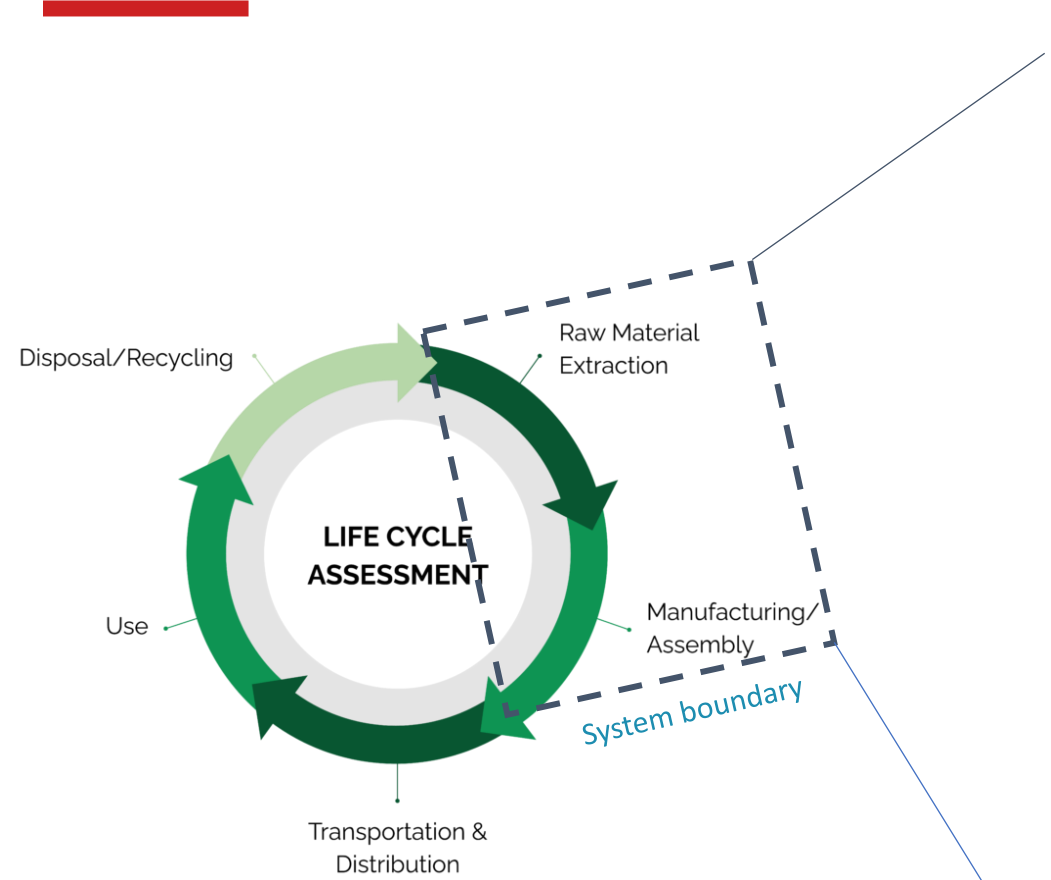 Raw Material
Extraction
Disposal/Recycling
LIFE CYCLE
ASSESSMENT
Manufacturing/
Assembly
Use
System boundary
Transportation &
Distribution